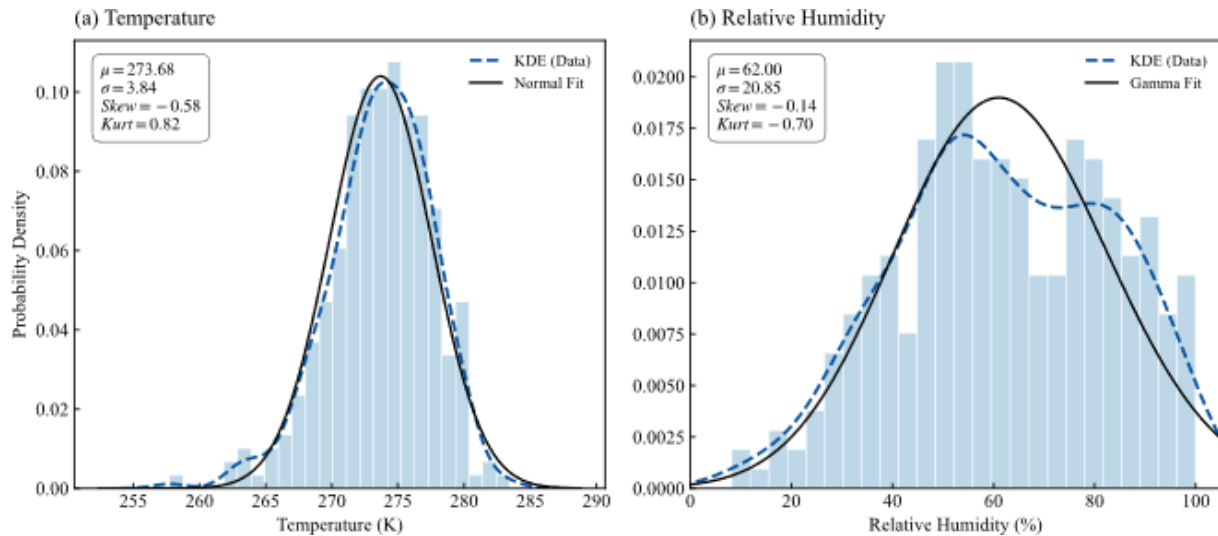 (a) Temperature
μ = 273.68
σ = 3.84
Skew = −0.58
Kurt = 0.82
KDE (Data)
Normal Fit
0.10
0.08
0.06
0.04
0.02
0.00
Probability Density
255 260 265 270 275 280 285 290
Temperature (K)
(b) Relative Humidity
μ = 62.00
σ = 20.85
Skew = −0.14
Kurt = −0.70
KDE (Data)
Gamma Fit
0.0200
0.0175
0.0150
0.0125
0.0100
0.0075
0.0050
0.0025
0.0000
0 20 40 60 80 100
Relative Humidity (%)